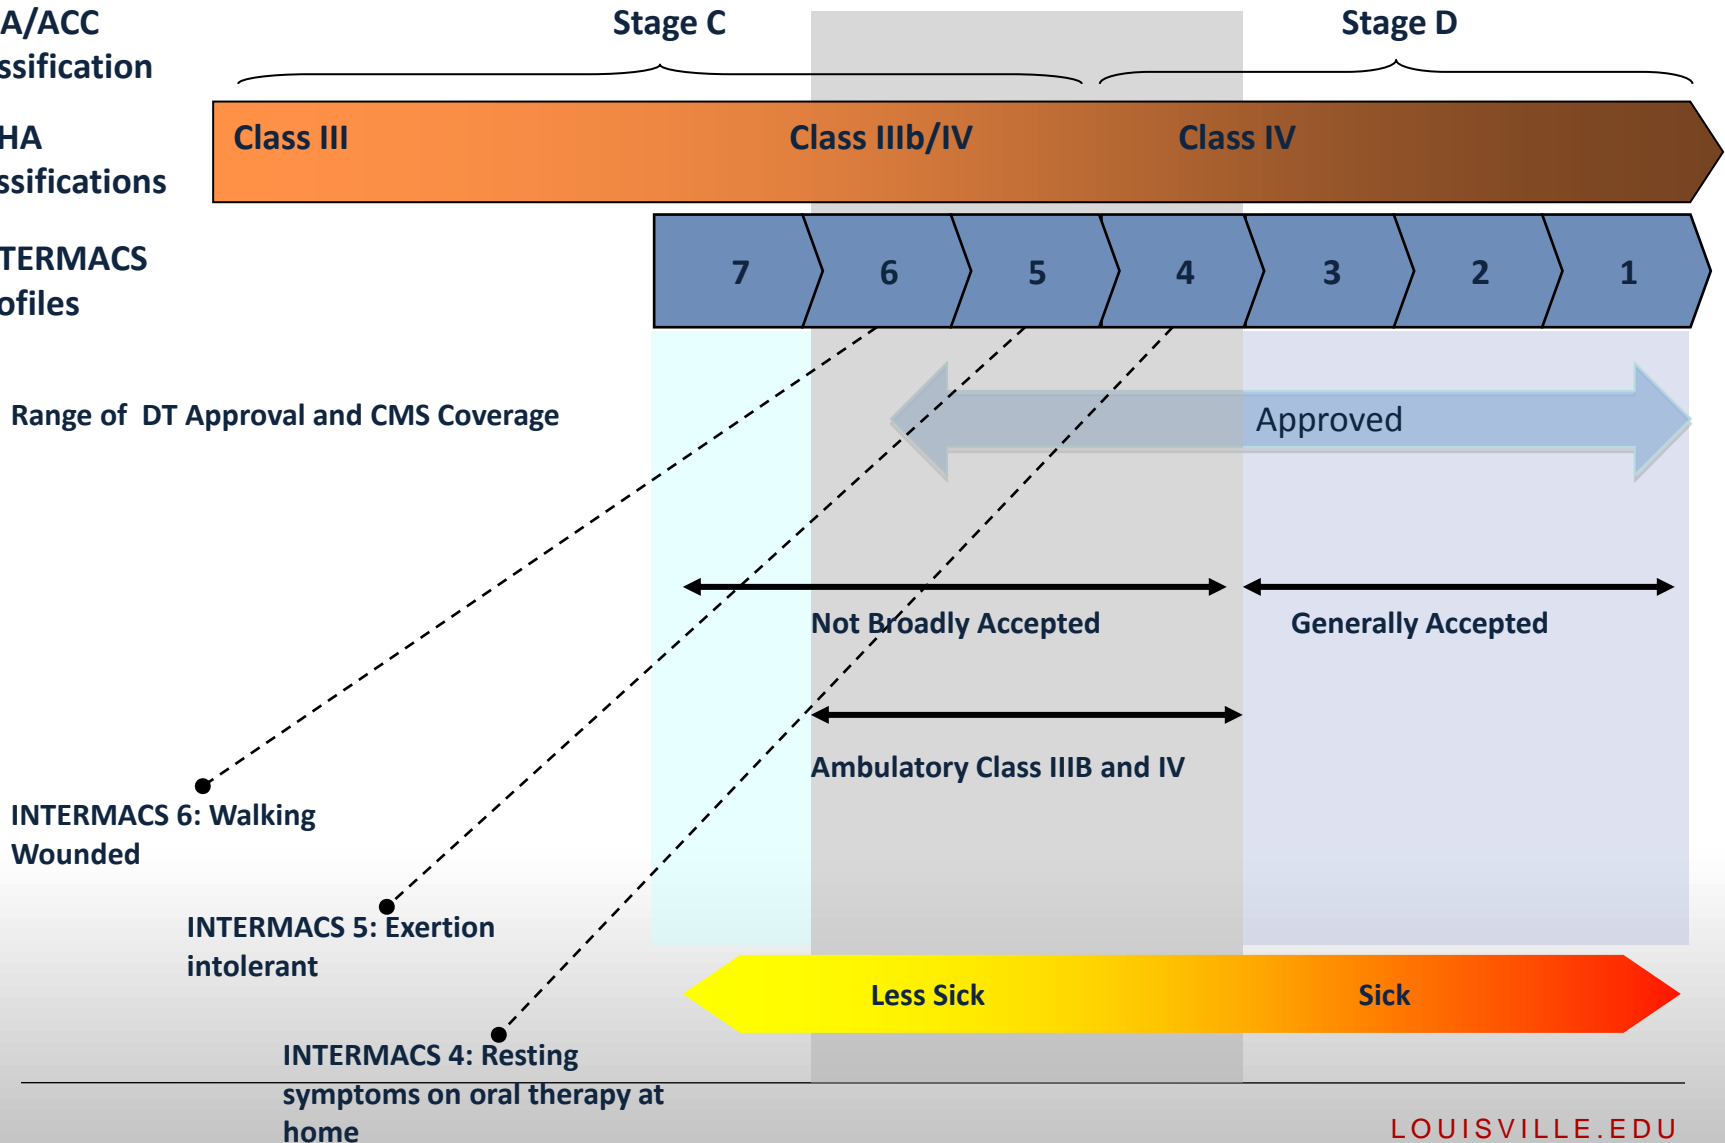 A/ACC
ssification
Stage C
Stage D
HA
ssifications
Class III
Class IIIb/IV
Class IV
TERMACS
ofiles
7
6
5
4
3
2
1
Range of  DT Approval and CMS Coverage
Approved
Not Broadly Accepted
Generally Accepted
Ambulatory Class IIIB and IV
INTERMACS 6: Walking
Wounded
INTERMACS 5: Exertion
intolerant
Less Sick
Sick
INTERMACS 4: Resting
symptoms on oral therapy at
home
LOUISVILLE.EDU